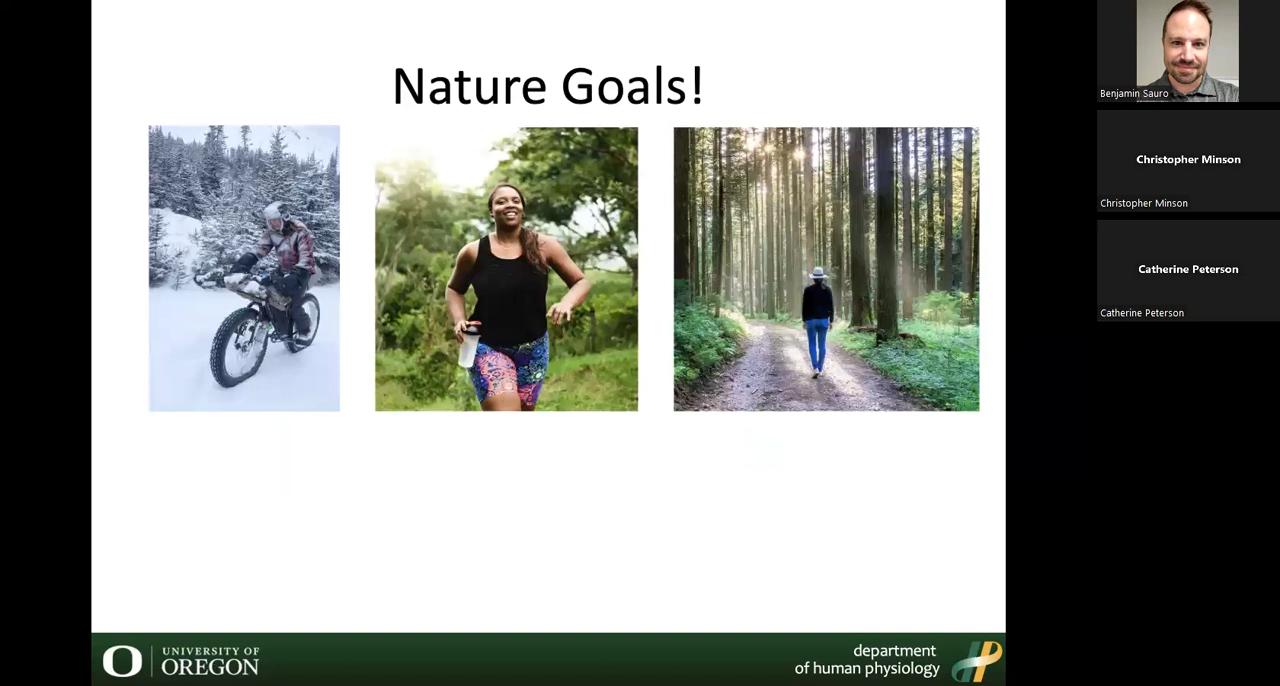 Nature Goals!
UNIVERSITY OF
OREGON
department
of human physiology
Benjamin Sauro
Christopher Minson
Christopher Minson
Catherine Peterson
Catherine Peterson